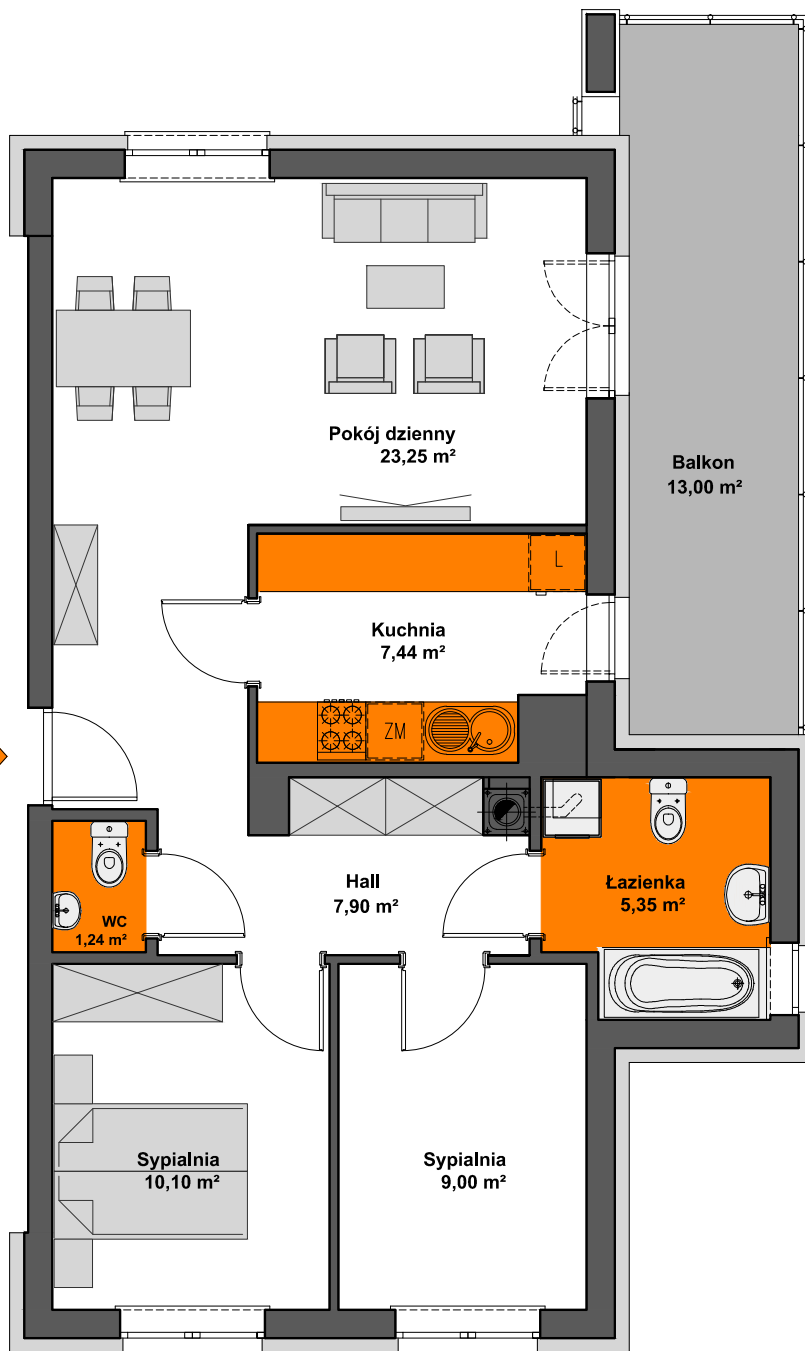 Pokój dzienny
23,25 m²
Balkon
13,00 m²
L
Kuchnia
7,44 m²
ZM
Hall
7,90 m²
Łazienka
5,35 m²
WC
1,24 m²
Sypialnia
10,10 m²
Sypialnia
9,00 m²